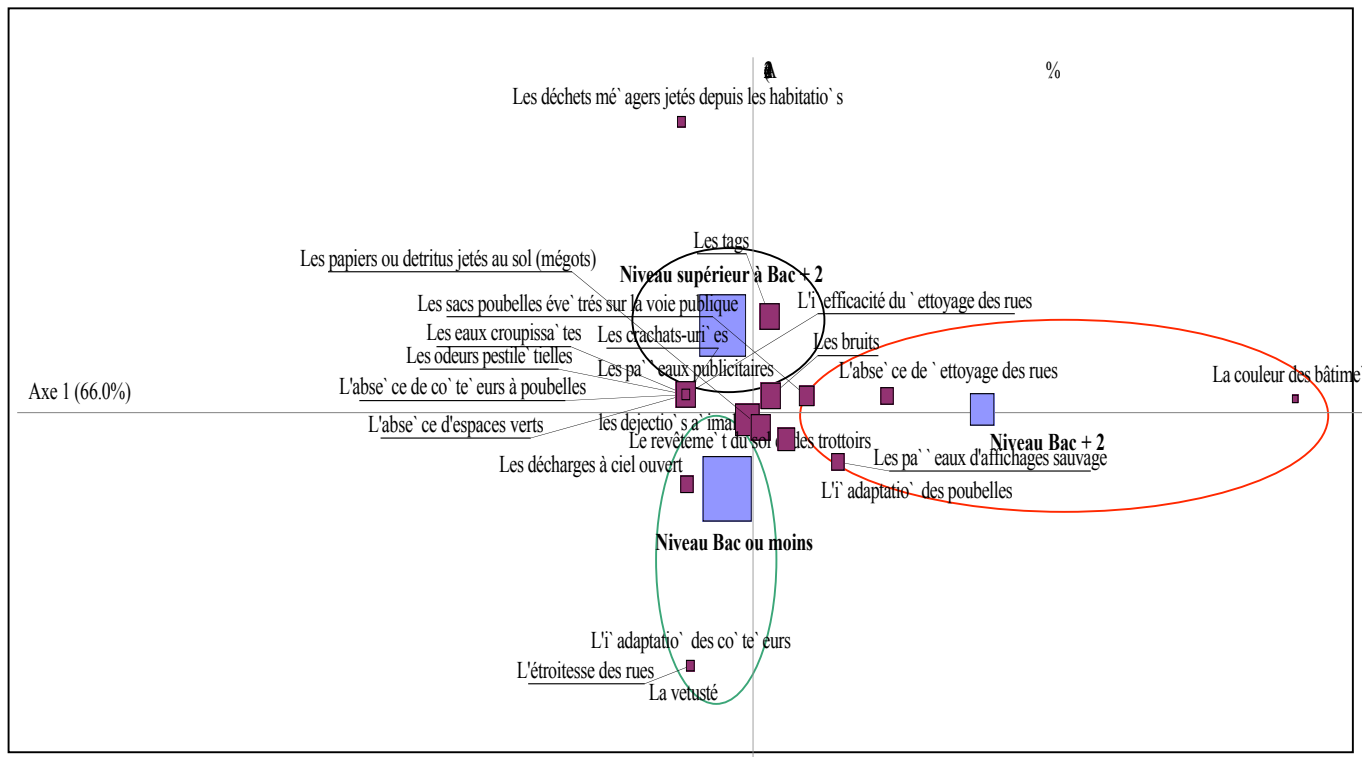 %
Les déchets mé` agers jetés depuis les habitatio` s
Les tags
Les papiers ou detritus jetés au sol (mégots)
Niveau supérieur à Bac + 2
Les sacs poubelles éve` trés sur la voie publique
L'i` efficacité du ` ettoyage des rues
Les eaux croupissa` tes
Les crachats-uri` es
Les bruits
Les odeurs pestile` tielles
Les pa` ` eaux publicitaires
L'abse` ce de ` ettoyage des rues
La couleur des bâtime`
L'abse` ce de co` te` eurs à poubelles
Axe 1 (66.0%)
L'abse` ce d'espaces verts
les dejectio` s a` imal
Le revêteme` t du sol des trottoirs
Niveau Bac + 2
Les décharges à ciel ouvert
Les pa` ` eaux d'affichages sauvage
L'i` adaptatio` des poubelles
Niveau Bac ou moins
L'i` adaptatio` des co` te` eurs
L'étroitesse des rues
La vetusté